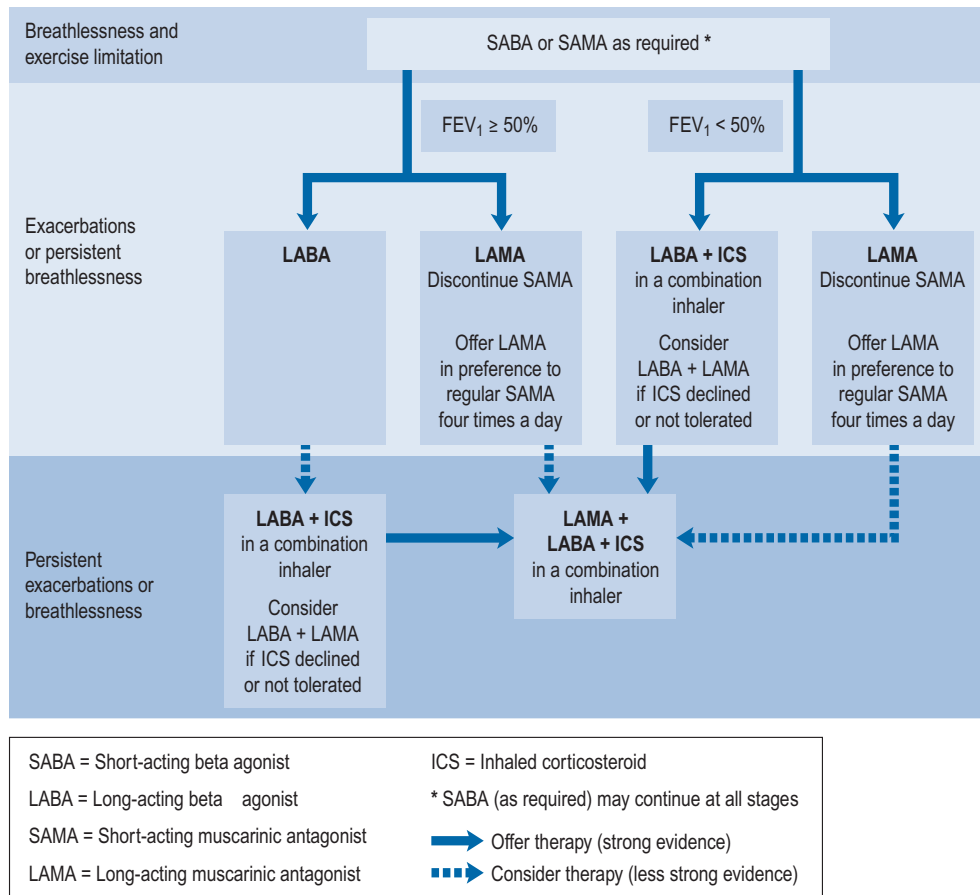 Breathlessness and
exercise limitation
SABA or SAMA as required *
FEV₁ ≥ 50%
FEV₁ < 50%
Exacerbations
or persistent
breathlessness
LABA
LAMA
Discontinue SAMA
Offer LAMA
in preference to
regular SAMA
four times a day
LABA + ICS
in a combination
inhaler
Consider
LABA + LAMA
if ICS declined
or not tolerated
LAMA
Discontinue SAMA
Offer LAMA
in preference to
regular SAMA
four times a day
Persistent
exacerbations or
breathlessness
LABA + ICS
in a combination
inhaler
Consider
LABA + LAMA
if ICS declined
or not tolerated
LAMA +
LABA + ICS
in a combination
inhaler
SABA = Short-acting beta agonist
LABA = Long-acting beta agonist
SAMA = Short-acting muscarinic antagonist
LAMA = Long-acting muscarinic antagonist
ICS = Inhaled corticosteroid
* SABA (as required) may continue at all stages
Offer therapy (strong evidence)
Consider therapy (less strong evidence)